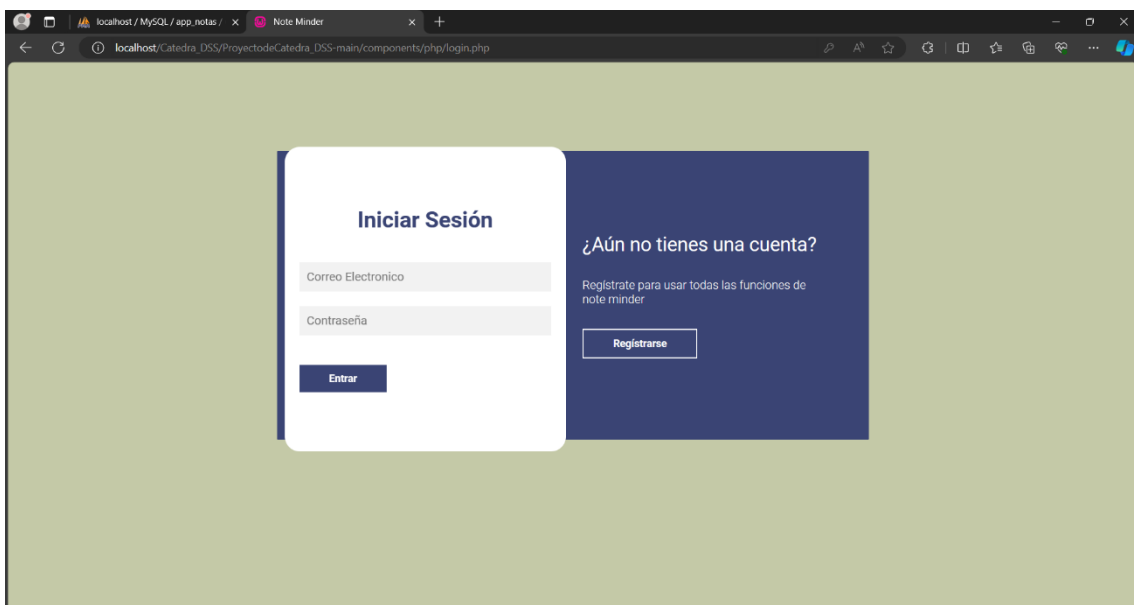 localhost / MySQL / app_notas /
Note Minder
localhost/Catedra_DSS/ProyectodeCatedra_DSS-main/components/php/login.php
Iniciar Sesión
Correo Electronico
Contraseña
Entrar
¿Aún no tienes una cuenta?
Regístrate para usar todas las funciones de
note minder
Regístrarse